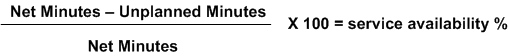 Net Minutes – Unplanned Minutes
X 100 = service availability %
Net Minutes